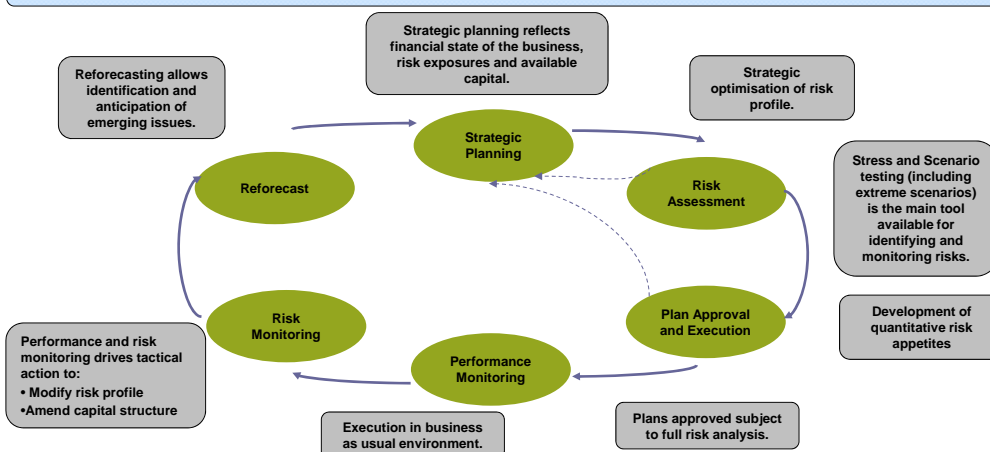 Strategic planning reflects
financial state of the business,
risk exposures and available
capital.
Reforecasting allows
identification and
anticipation of
emerging issues.
Strategic
optimisation of risk
profile.
Strategic
Planning
Reforecast
Risk
Assessment
Stress and Scenario
testing (including
extreme scenarios)
is the main tool
available for
identifying and
monitoring risks.
Risk
Monitoring
Plan Approval
and Execution
Development of
quantitative risk
appetites
Performance and risk
monitoring drives tactical
action to:
• Modify risk profile
•Amend capital structure
Performance
Monitoring
Execution in business
as usual environment.
Plans approved subject
to full risk analysis.